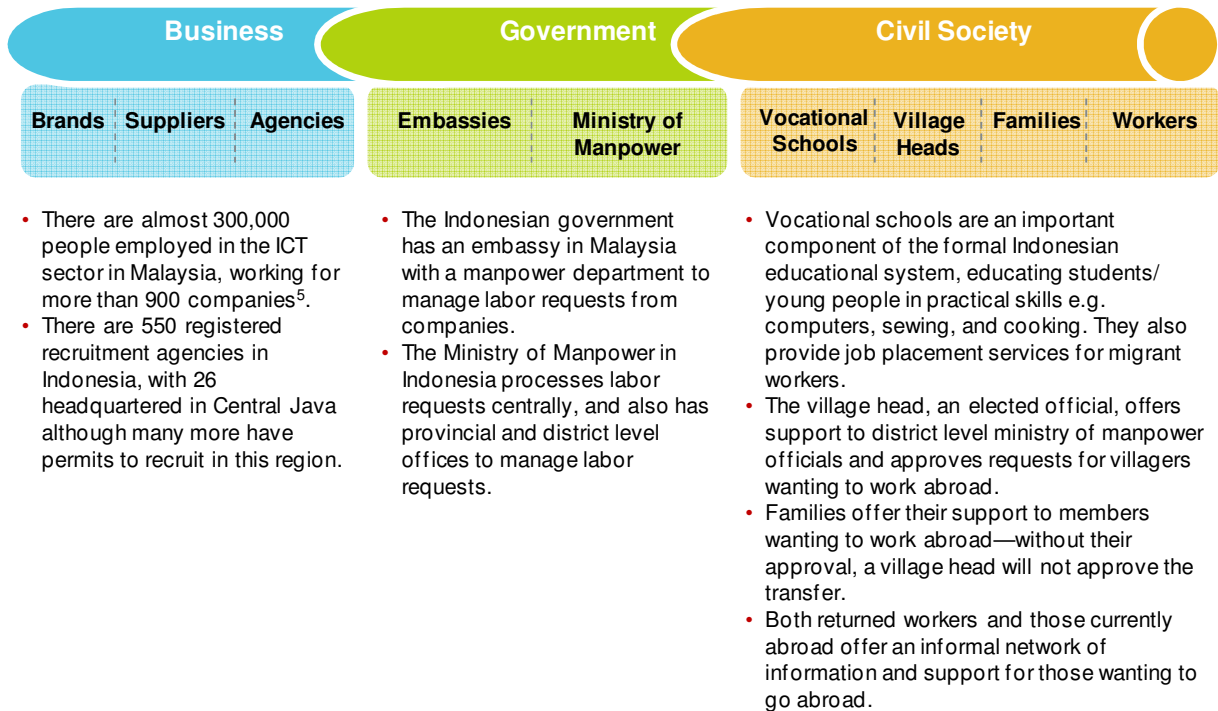 Business
Government
Civil Society
Brands
Suppliers
Agencies
Embassies
Ministry of
Manpower
Vocational
Schools
Village
Heads
Families
Workers
• There are almost 300,000
people employed in the ICT
sector in Malaysia, working for
more than 900 companies⁵.
• There are 550 registered
recruitment agencies in
Indonesia, with 26
headquartered in Central Java
although many more have
permits to recruit in this region.
• The Indonesian government
has an embassy in Malaysia
with a manpower department to
manage labor requests from
companies.
• The Ministry of Manpower in
Indonesia processes labor
requests centrally, and also has
provincial and district level
offices to manage labor
requests.
• Vocational schools are an important
component of the formal Indonesian
educational system, educating students/
young people in practical skills e.g.
computers, sewing, and cooking. They also
provide job placement services for migrant
workers.
• The village head, an elected official, offers
support to district level ministry of manpower
officials and approves requests for villagers
wanting to work abroad.
• Families offer their support to members
wanting to work abroad—without their
approval, a village head will not approve the
transfer.
• Both returned workers and those currently
abroad offer an informal network of
information and support for those wanting to
go abroad.